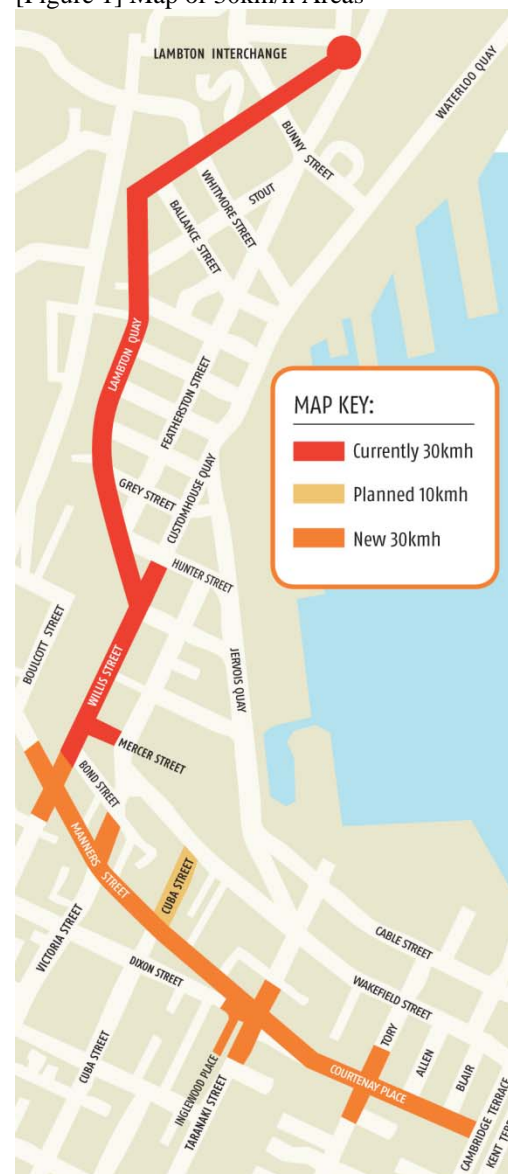 [Figure 1] Map of 30km/h Areas
LAMBTON INTERCHANGE
WATERLOO QUAY
BUNNY STREET
STOUT
WHITMORE STREET
BALLANCE STREET
LAMBTON QUAY
FEATHERSTON STREET
MAP KEY:
Currently 30kmh
Planned 10kmh
New 30kmh
GREY STREET
CUSTOMHOUSE QUAY
HUNTER STREET
BOULCOTT STREET
WILLIS STREET
JERVOIS QUAY
MERCER STREET
BOND STREET
MANNERS STREET
CUBA STREET
VICTORIA STREET
CABLE STREET
DIXON STREET
WAKEFIELD STREET
TORY
ALLEN
BLAIR
CUBA STREET
INGLEWOOD PLACE
TARANAKI STREET
COURTENAY PLACE
CAMBRIDGE TERRACE